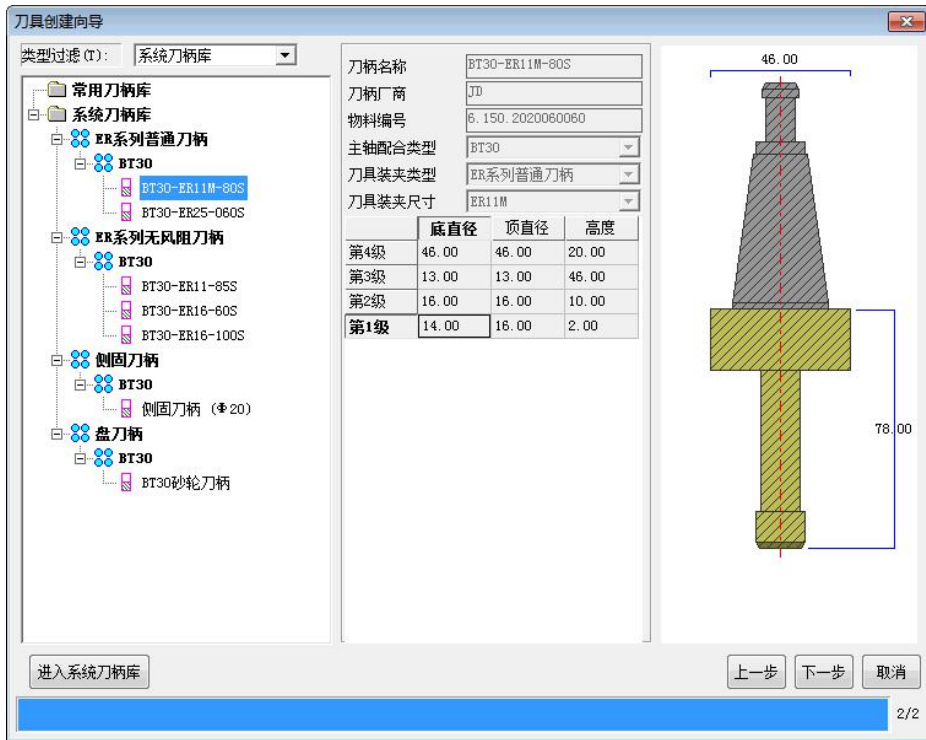 刀具创建向导
类型过滤(T): 系统刀柄库
常用刀柄库
系统刀柄库
ER系列普通刀柄
BT30
BT30-ER11M-80S
BT30-ER25-060S
ER系列无风阻刀柄
BT30
BT30-ER11-85S
BT30-ER16-60S
BT30-ER16-100S
侧固刀柄
BT30
侧固刀柄 (Φ20)
盘刀柄
BT30
BT30砂轮刀柄
刀柄名称 BT30-ER11M-80S
刀柄厂商 JD
物料编号 6.150.2020060060
主轴配合类型 BT30
刀具装夹类型 ER系列普通刀柄
刀具装夹尺寸 ER11M
底直径 顶直径 高度
第4级 46.00 46.00 20.00
第3级 13.00 13.00 46.00
第2级 16.00 16.00 10.00
第1级 14.00 16.00 2.00
46.00
78.00
进入系统刀柄库
上一步 下一步 取消
2/2